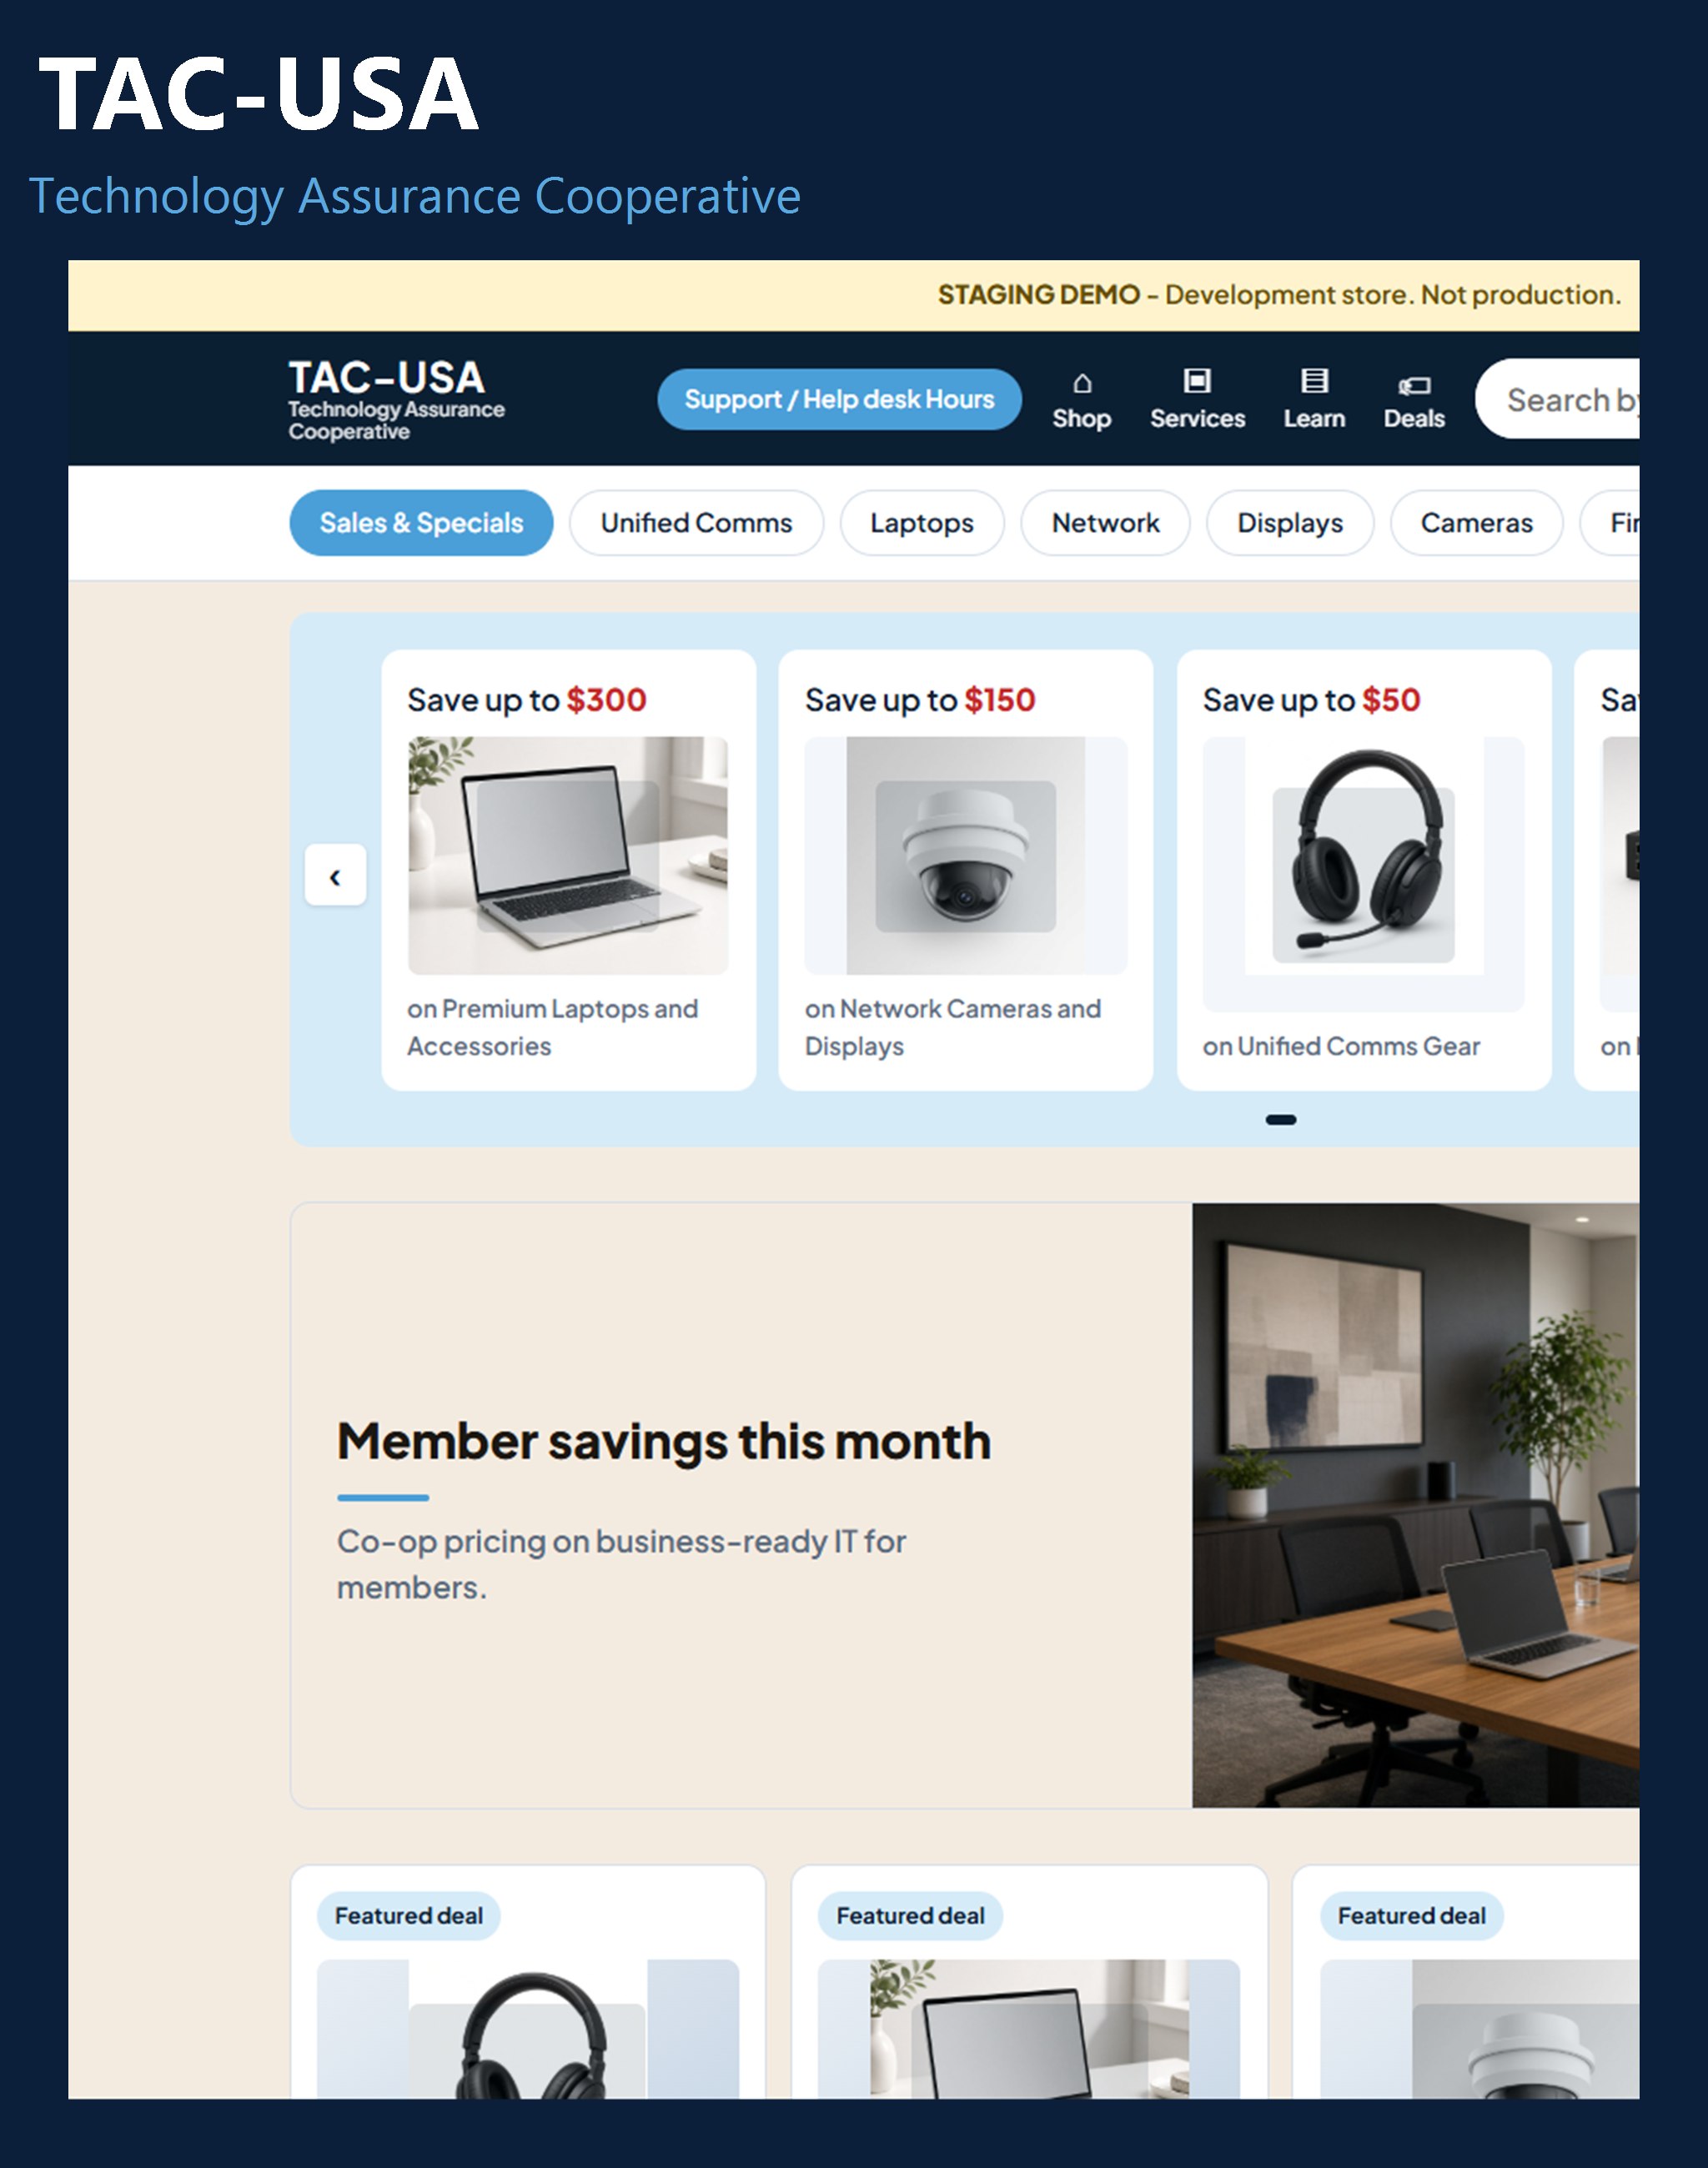 TAC-USA
Technology Assurance Cooperative
STAGING DEMO - Development store. Not production.
TAC-USA
Technology Assurance
Cooperative
Support / Help desk Hours
Shop
Services
Learn
Deals
Search
Sales & Specials
Unified Comms
Laptops
Network
Displays
Cameras
Save up to $300
on Premium Laptops and
Accessories
Save up to $150
on Network Cameras and
Displays
Save up to $50
on Unified Comms Gear
on
Member savings this month
Co-op pricing on business-ready IT for
members.
Featured deal
Featured deal
Featured deal